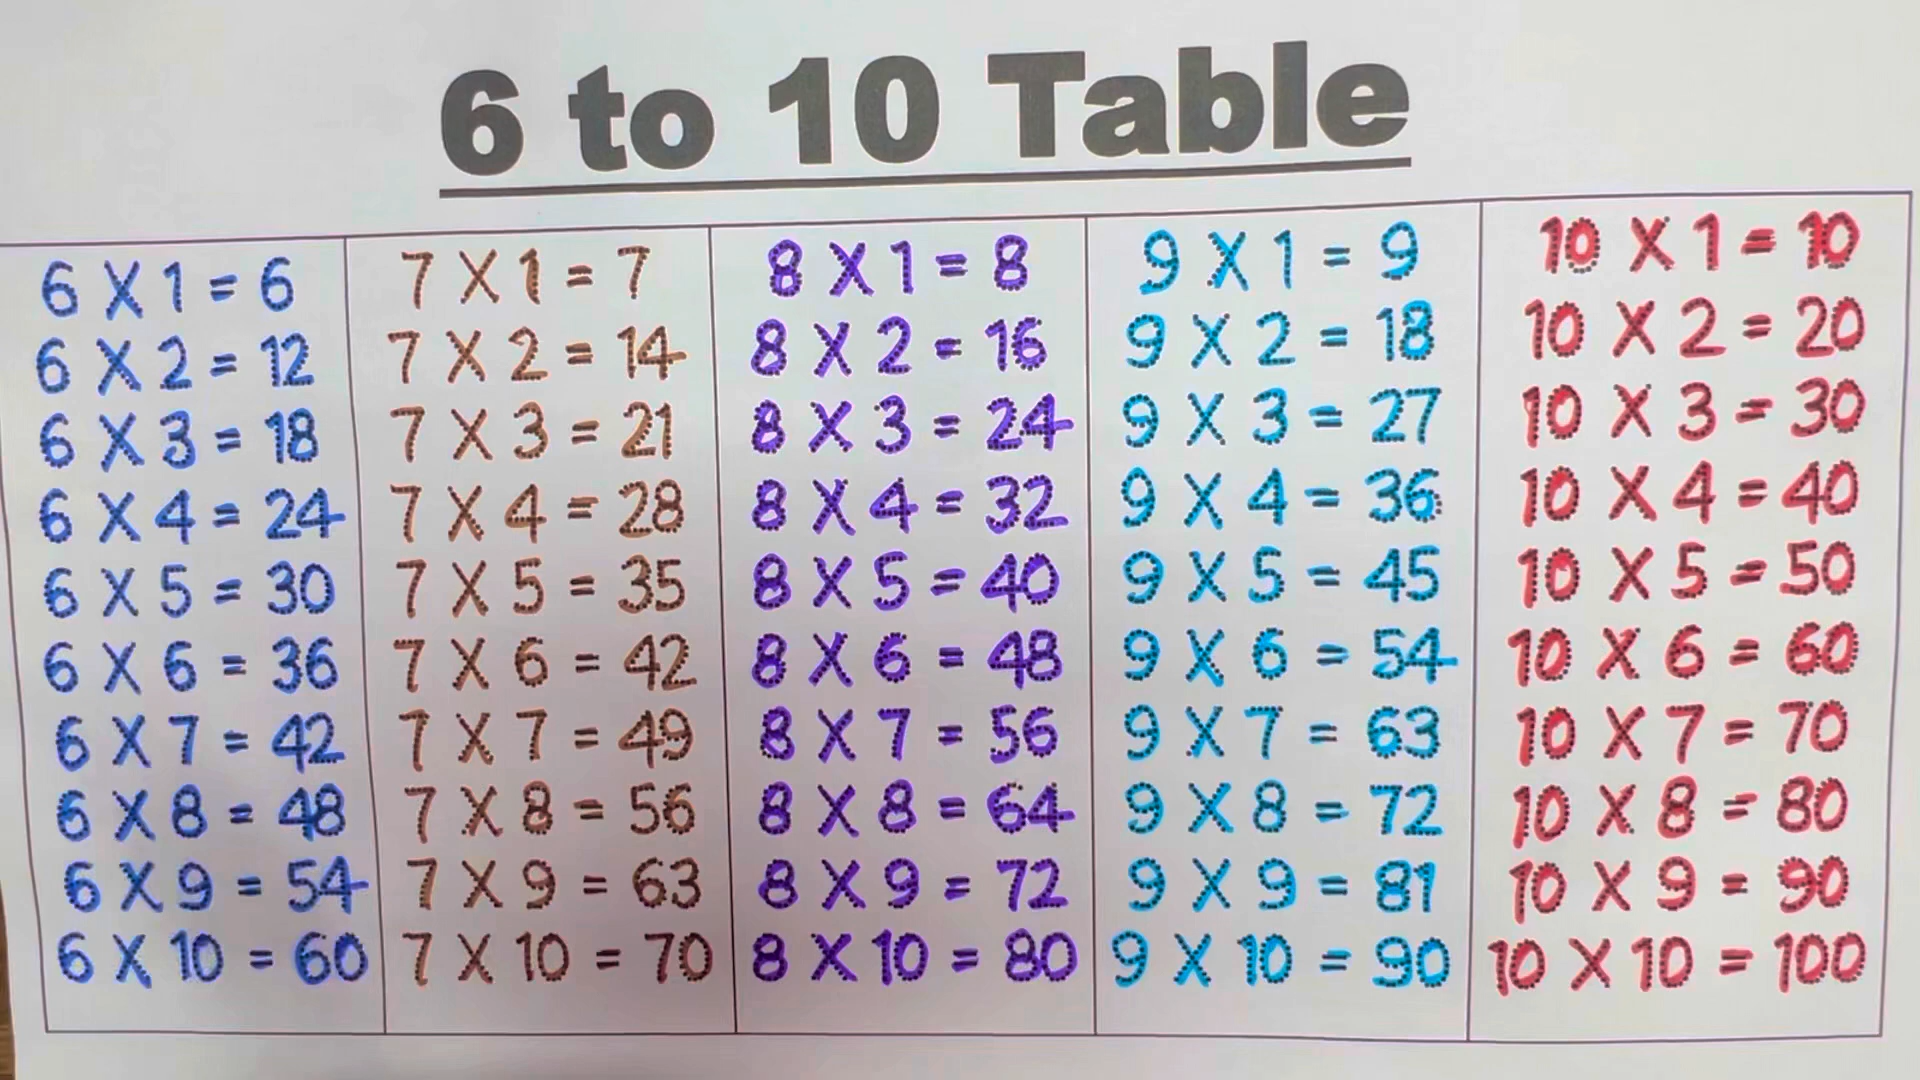 6 to 10 Table
6 X 1 = 6
6 X 2 = 12
6 X 3 = 18
6 X 4 = 24
6 X 5 = 30
6 X 6 = 36
6 X 7 = 42
6 X 8 = 48
6 X 9 = 54
6 X 10 = 60
7 X 1 = 7
7 X 2 = 14
7 X 3 = 21
7 X 4 = 28
7 X 5 = 35
7 X 6 = 42
7 X 7 = 49
7 X 8 = 56
7 X 9 = 63
7 X 10 = 70
8 X 1 = 8
8 X 2 = 16
8 X 3 = 24
8 X 4 = 32
8 X 5 = 40
8 X 6 = 48
8 X 7 = 56
8 X 8 = 64
8 X 9 = 72
8 X 10 = 80
9 X 1 = 9
9 X 2 = 18
9 X 3 = 27
9 X 4 = 36
9 X 5 = 45
9 X 6 = 54
9 X 7 = 63
9 X 8 = 72
9 X 9 = 81
9 X 10 = 90
10 X 1 = 10
10 X 2 = 20
10 X 3 = 30
10 X 4 = 40
10 X 5 = 50
10 X 6 = 60
10 X 7 = 70
10 X 8 = 80
10 X 9 = 90
10 X 10 = 100